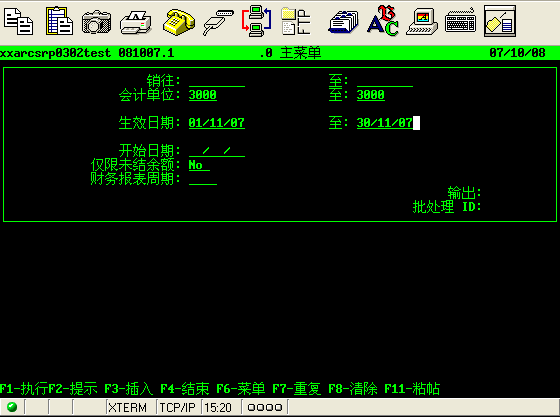 xxarcsrp0302test 081007.1 .0 主菜单 07/10/08
销往: 至:
会计单位: 3000 至: 3000
生效日期: 01/11/07 至: 30/11/07
开始日期: / /
仅限未结余额: No
财务报表周期:
输出:
批处理 ID:
F1-执行F2-提示 F3-插入 F4-结束 F6-菜单 F7-重复 F8-清除 F11-粘帖
XTERM TCP/IP 15:20